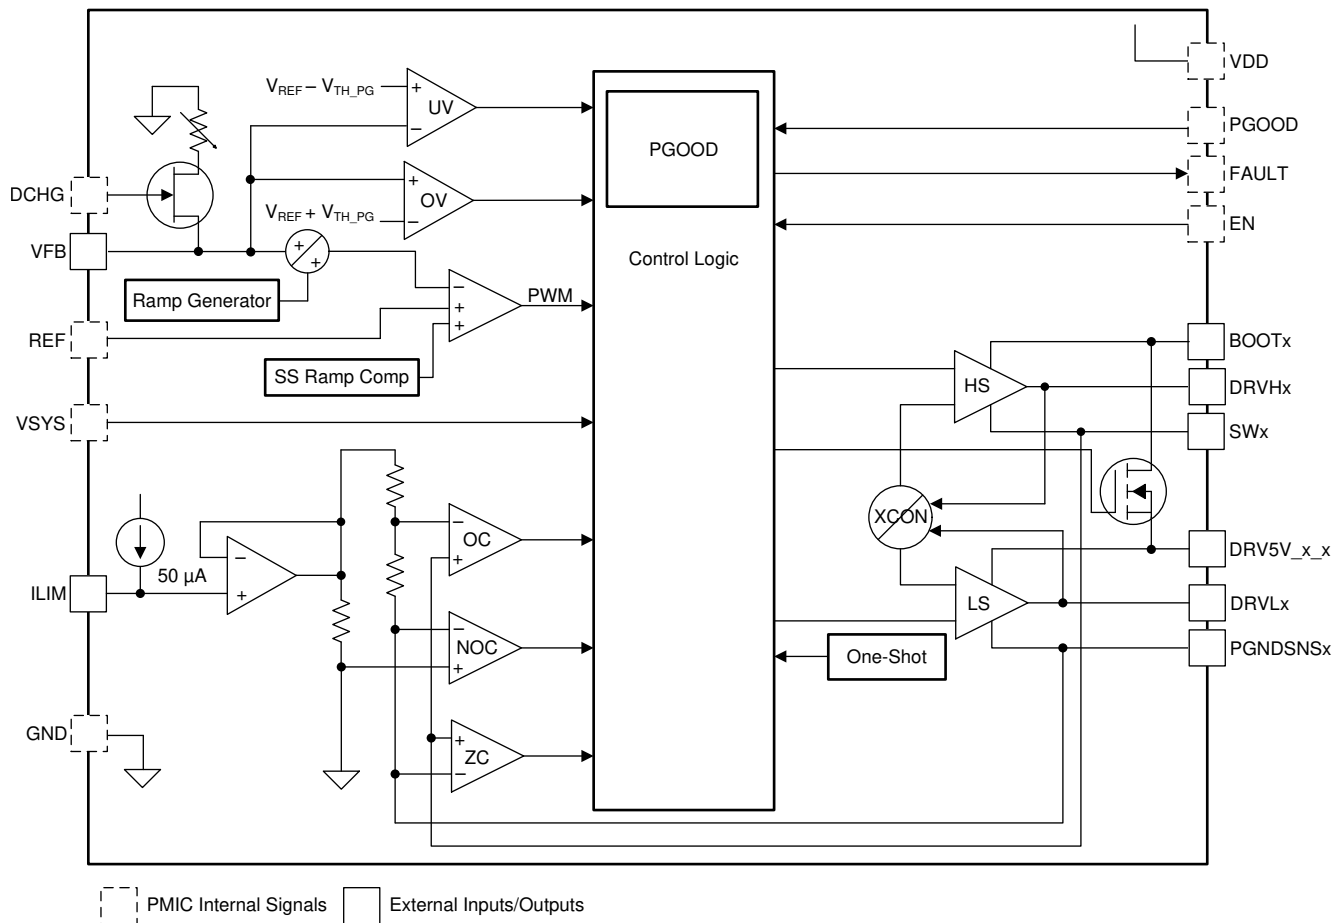 VDD
V_REF – V_TH_PG
+
UV
–
PGOOD
PGOOD
FAULT
DCHG
+
OV
–
V_REF + V_TH_PG
EN
VFB
+
+
Control Logic
Ramp Generator
–
+
+
PWM
REF
BOOTx
SS Ramp Comp
HS
DRVHx
VSYS
SWx
XCON
–
OC
+
–
+
50 µA
DRV5V_x_x
ILIM
LS
DRVLx
–
NOC
+
One-Shot
PGNDSNSx
GND
+
ZC
–
PMIC Internal Signals
External Inputs/Outputs